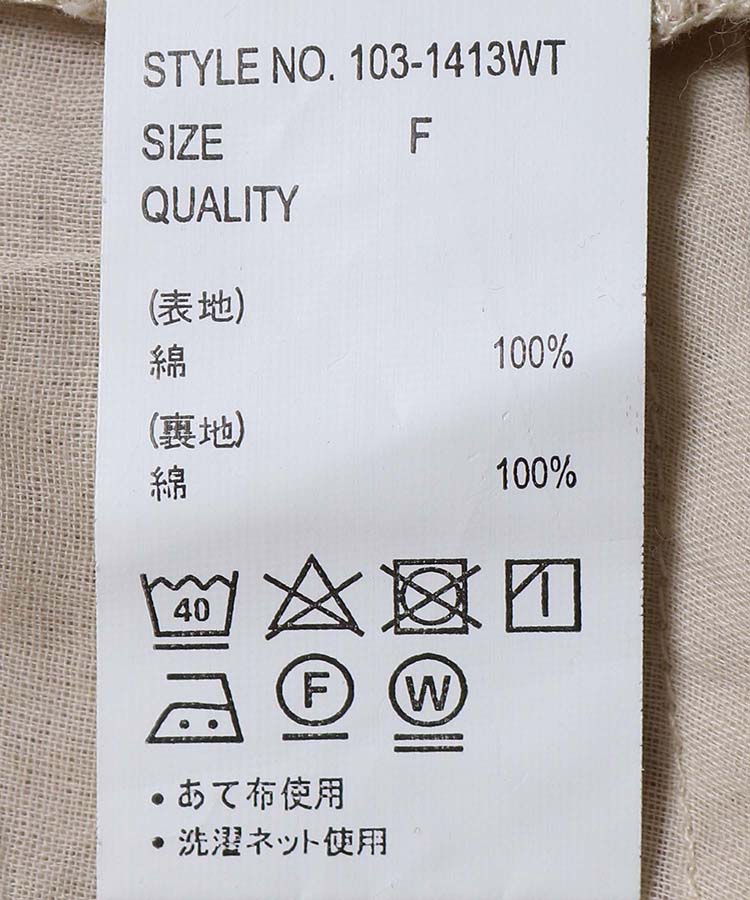 STYLE NO. 103-1413WT
SIZE F
QUALITY
(表地)
綿 100%
(裏地)
綿 100%
40
F W
• あて布使用
• 洗濯ネット使用